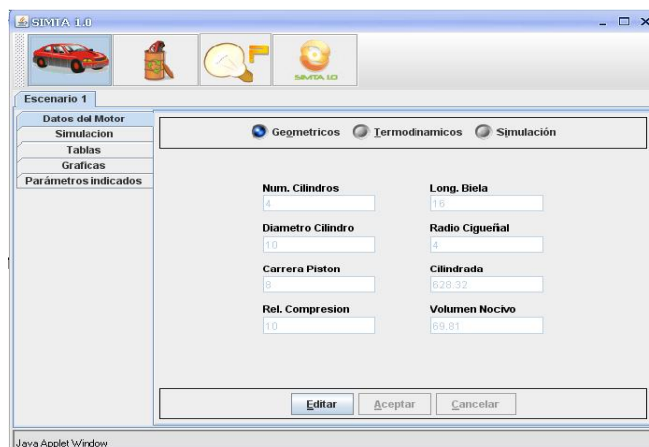 SIMTA 1.0
SIMTA 1.0
Escenario 1
Datos del Motor
Simulacion
Tablas
Graficas
Parámetros indicados
Geometricos Termodinamicos Simulación
Num. Cilindros Long. Biela
4 16
Diametro Cilindro Radio Cigueñal
10 4
Carrera Piston Cilindrada
8 628.32
Rel. Compresion Volumen Nocivo
10 69.81
Editar Aceptar Cancelar
Java Applet Window